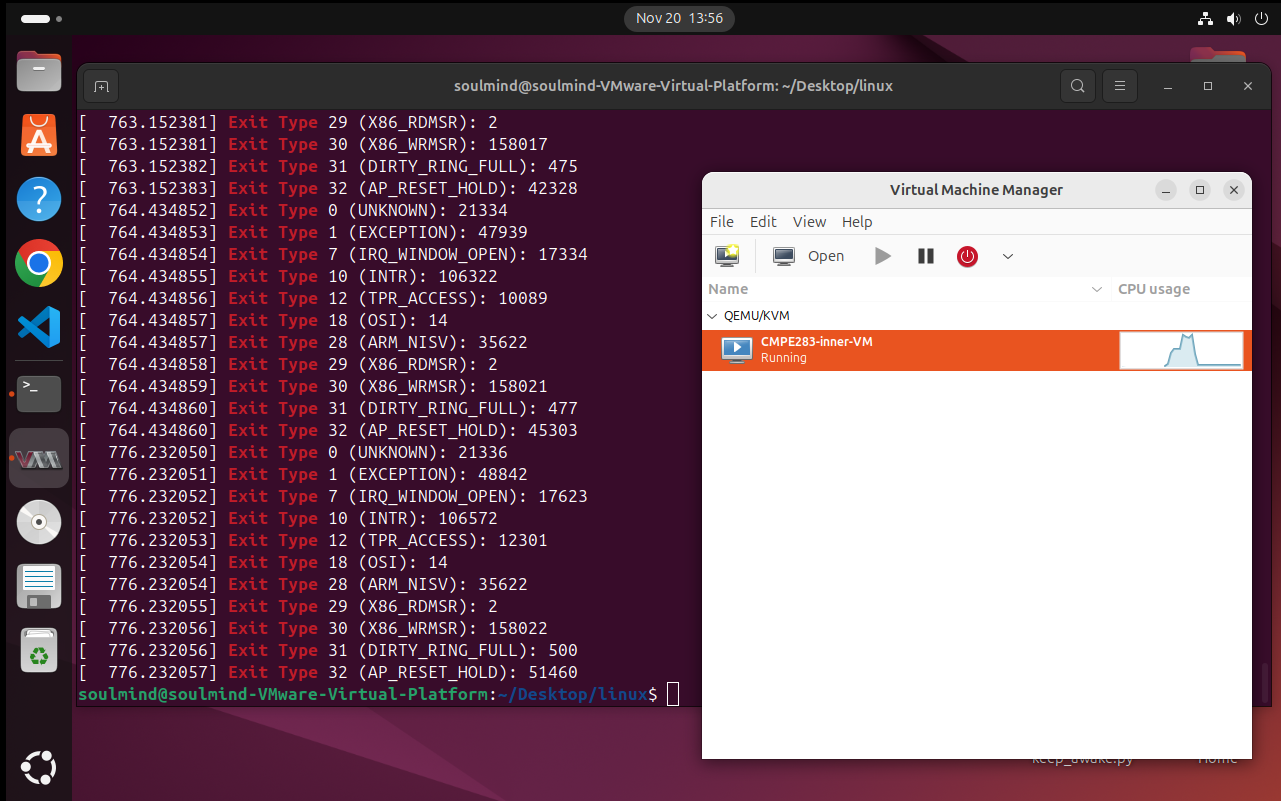 Nov 20 13:56
soulmind@soulmind-VMware-Virtual-Platform: ~/Desktop/linux
[  763.152381] Exit Type 29 (X86_RDMSR): 2
[  763.152381] Exit Type 30 (X86_WRMSR): 158017
[  763.152382] Exit Type 31 (DIRTY_RING_FULL): 475
[  763.152383] Exit Type 32 (AP_RESET_HOLD): 42328
[  764.434852] Exit Type 0 (UNKNOWN): 21334
[  764.434853] Exit Type 1 (EXCEPTION): 47939
[  764.434854] Exit Type 7 (IRQ_WINDOW_OPEN): 17334
[  764.434855] Exit Type 10 (INTR): 106322
[  764.434856] Exit Type 12 (TPR_ACCESS): 10089
[  764.434857] Exit Type 18 (OSI): 14
[  764.434857] Exit Type 28 (ARM_NISV): 35622
[  764.434858] Exit Type 29 (X86_RDMSR): 2
[  764.434859] Exit Type 30 (X86_WRMSR): 158021
[  764.434860] Exit Type 31 (DIRTY_RING_FULL): 477
[  764.434860] Exit Type 32 (AP_RESET_HOLD): 45303
[  776.232050] Exit Type 0 (UNKNOWN): 21336
[  776.232051] Exit Type 1 (EXCEPTION): 48842
[  776.232052] Exit Type 7 (IRQ_WINDOW_OPEN): 17623
[  776.232052] Exit Type 10 (INTR): 106572
[  776.232053] Exit Type 12 (TPR_ACCESS): 12301
[  776.232054] Exit Type 18 (OSI): 14
[  776.232054] Exit Type 28 (ARM_NISV): 35622
[  776.232055] Exit Type 29 (X86_RDMSR): 2
[  776.232056] Exit Type 30 (X86_WRMSR): 158022
[  776.232056] Exit Type 31 (DIRTY_RING_FULL): 500
[  776.232057] Exit Type 32 (AP_RESET_HOLD): 51460
soulmind@soulmind-VMware-Virtual-Platform:~/Desktop/linux$
Virtual Machine Manager
File Edit View Help
Open
Name CPU usage
QEMU/KVM
CMPE283-inner-VM
Running
keep_awake.py Home